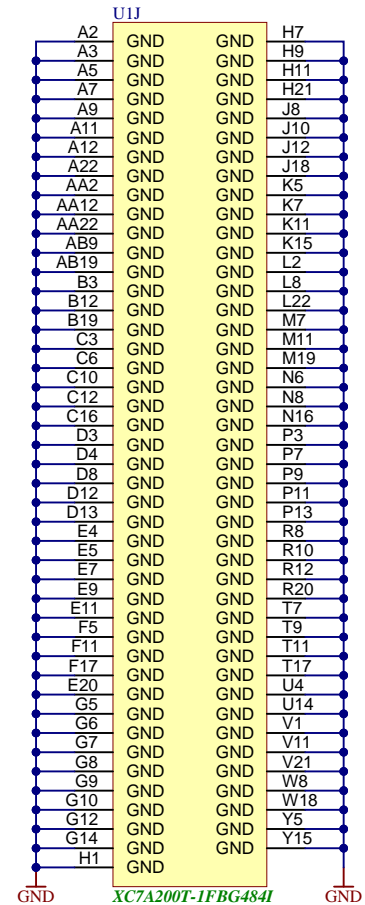 U1J
A2 GND GND H7
A3 GND GND H9
A5 GND GND H11
A7 GND GND H21
A9 GND GND J8
A11 GND GND J10
A12 GND GND J12
A22 GND GND J18
AA2 GND GND K5
AA12 GND GND K7
AA22 GND GND K11
AB9 GND GND K15
AB19 GND GND L2
B3 GND GND L8
B12 GND GND L22
B19 GND GND M7
C3 GND GND M11
C6 GND GND M19
C10 GND GND N6
C12 GND GND N8
C16 GND GND N16
D3 GND GND P3
D4 GND GND P7
D8 GND GND P9
D12 GND GND P11
D13 GND GND P13
E4 GND GND R8
E5 GND GND R10
E7 GND GND R12
E9 GND GND R20
E11 GND GND T7
F5 GND GND T9
F11 GND GND T11
F17 GND GND T17
E20 GND GND U4
G5 GND GND U14
G6 GND GND V1
G7 GND GND V11
G8 GND GND V21
G9 GND GND W8
G10 GND GND W18
G12 GND GND Y5
G14 GND GND Y15
H1 GND
GND XC7A200T-1FBG484I GND